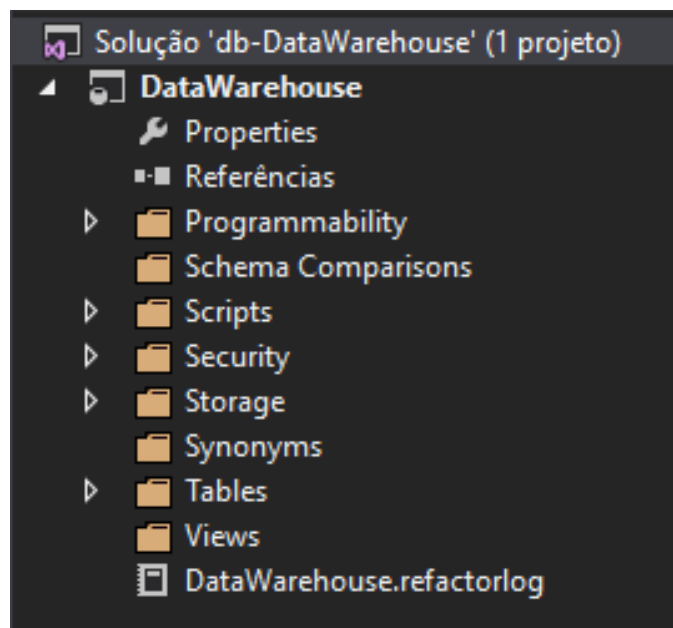 Solução 'db-DataWarehouse' (1 projeto)
DataWarehouse
Properties
Referências
Programmability
Schema Comparisons
Scripts
Security
Storage
Synonyms
Tables
Views
DataWarehouse.refactorlog